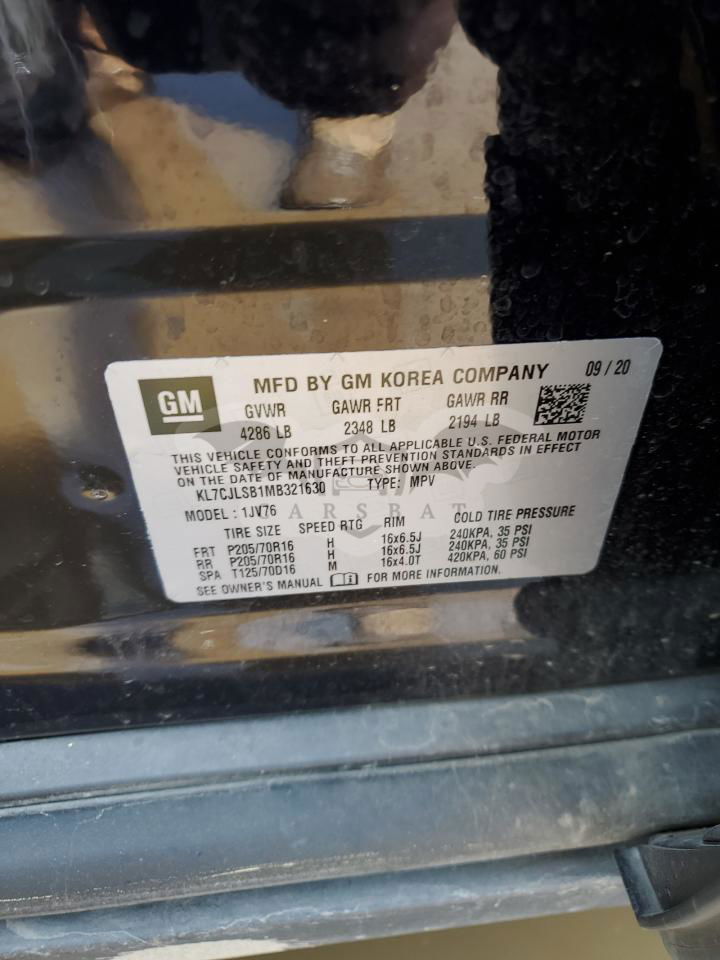 GM
MFD BY GM KOREA COMPANY 09 / 20
GVWR GAWR FRT GAWR RR
4286 LB 2348 LB 2194 LB
THIS VEHICLE CONFORMS TO ALL APPLICABLE U.S. FEDERAL MOTOR
VEHICLE SAFETY AND THEFT PREVENTION STANDARDS IN EFFECT
ON THE DATE OF MANUFACTURE SHOWN ABOVE.
KL7CJLSB1MB321630 TYPE: MPV
MODEL : 1JV76
ARSBAT
TIRE SIZE SPEED RTG RIM COLD TIRE PRESSURE
FRT P205/70R16 H 16x6.5J 240KPA, 35 PSI
RR P205/70R16 H 16x6.5J 240KPA, 35 PSI
SPA T125/70D16 M 16x4.0T 420KPA, 60 PSI
SEE OWNER'S MANUAL FOR MORE INFORMATION.